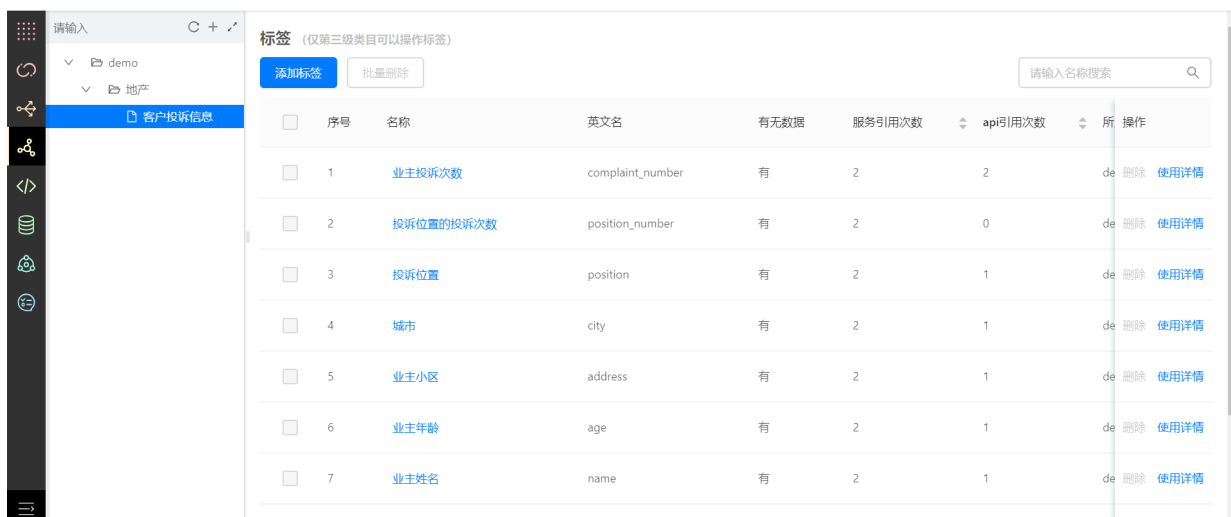 请输入
demo
地产
客户投诉信息
标签 (仅第三级类目可以操作标签)
添加标签 批量删除 请输入名称搜索
序号 名称 英文名 有无数据 服务引用次数 api引用次数 所 操作
1 业主投诉次数 complaint_number 有 2 2 de 删除 使用详情
2 投诉位置的投诉次数 position_number 有 2 0 de 删除 使用详情
3 投诉位置 position 有 2 1 de 删除 使用详情
4 城市 city 有 2 1 de 删除 使用详情
5 业主小区 address 有 2 1 de 删除 使用详情
6 业主年龄 age 有 2 1 de 删除 使用详情
7 业主姓名 name 有 2 1 de 删除 使用详情